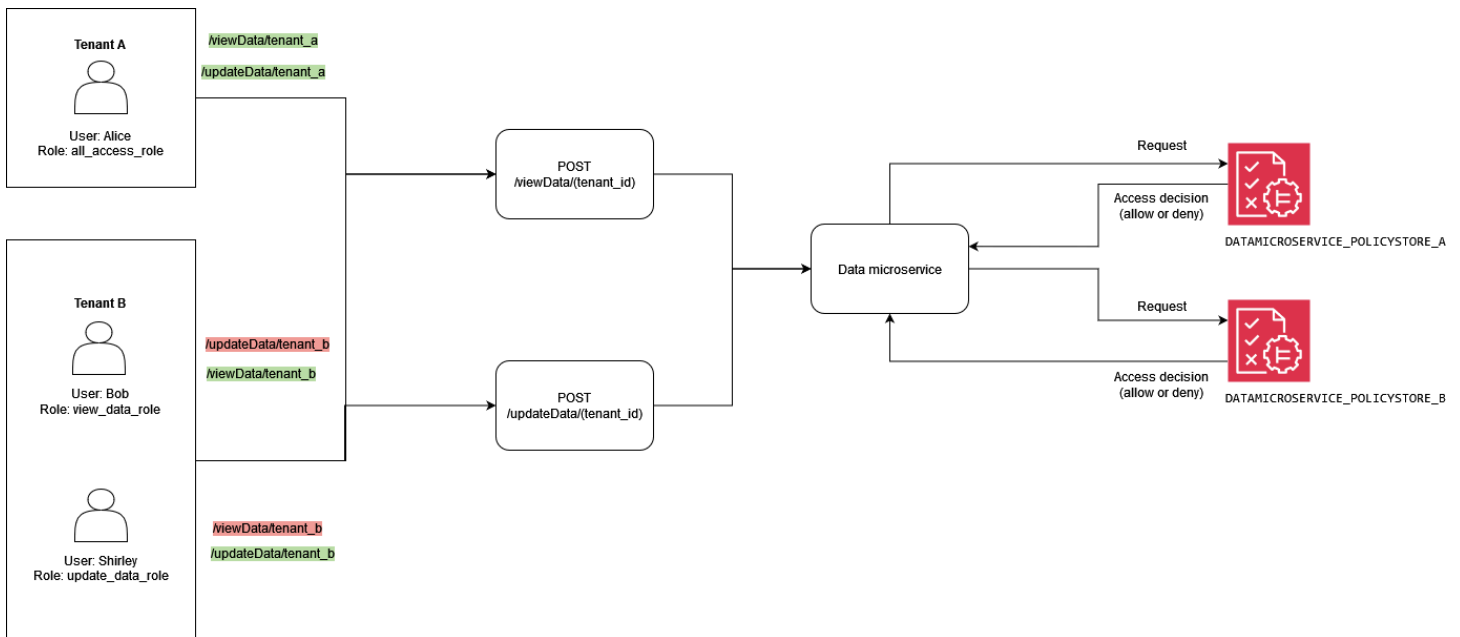 Tenant A
User: Alice
Role: all_access_role
/viewData/tenant_a
/updateData/tenant_a
Tenant B
User: Bob
Role: view_data_role
/updateData/tenant_b
/viewData/tenant_b
User: Shirley
Role: update_data_role
/viewData/tenant_b
/updateData/tenant_b
POST
/viewData/(tenant_id)
POST
/updateData/(tenant_id)
Data microservice
Request
Access decision
(allow or deny)
DATAMICROSERVICE_POLICYSTORE_A
Request
Access decision
(allow or deny)
DATAMICROSERVICE_POLICYSTORE_B